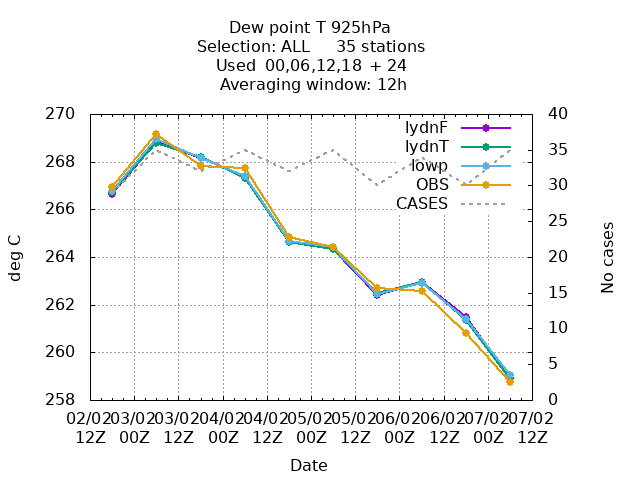 Dew point T 925hPa
Selection: ALL 35 stations
Used 00,06,12,18 + 24
Averaging window: 12h
270
268
266
264
262
260
258
deg C
40
35
30
25
20
15
10
5
0
No cases
lydnF
lydnT
lowp
OBS
CASES
02/02 03/02 03/02 04/02 04/02 05/02 05/02 06/02 06/02 07/02 07/02
12Z 00Z 12Z 00Z 12Z 00Z 12Z 00Z 12Z 00Z 12Z
Date